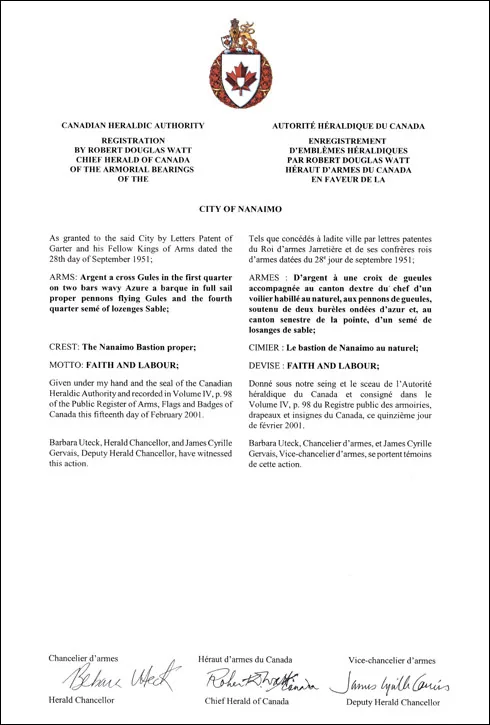 CANADIAN HERALDIC AUTHORITY
REGISTRATION
BY ROBERT DOUGLAS WATT
CHIEF HERALD OF CANADA
OF THE ARMORIAL BEARINGS
OF THE
AUTORITÉ HÉRALDIQUE DU CANADA
ENREGISTREMENT
D'EMBLÈMES HÉRALDIQUES
PAR ROBERT DOUGLAS WATT
HÉRAUT D'ARMES DU CANADA
EN FAVEUR DE LA
CITY OF NANAIMO
As granted to the said City by Letters Patent of
Garter and his Fellow Kings of Arms dated the
28th day of September 1951;
ARMS: Argent a cross Gules in the first quarter
on two bars wavy Azure a barque in full sail
proper pennons flying Gules and the fourth
quarter semé of lozenges Sable;
CREST: The Nanaimo Bastion proper;
MOTTO: FAITH AND LABOUR;
Given under my hand and the seal of the Canadian
Heraldic Authority and recorded in Volume IV, p. 98
of the Public Register of Arms, Flags and Badges of
Canada this fifteenth day of February 2001.
Barbara Uteck, Herald Chancellor, and James Cyrille
Gervais, Deputy Herald Chancellor, have witnessed
this action.
Tels que concédés à ladite ville par lettres patentes
du Roi d'armes Jarretière et de ses confrères rois
d'armes datées du 28e jour de septembre 1951;
ARMES : D'argent à une croix de gueules
accompagnée au canton dextre du chef d'un
voilier habillé au naturel, aux pennons de gueules,
soutenu de deux burèles ondées d'azur et, au
canton senestre de la pointe, d'un semé de
losanges de sable;
CIMIER : Le bastion de Nanaimo au naturel;
DEVISE : FAITH AND LABOUR;
Donné sous notre seing et le sceau de l'Autorité
héraldique du Canada et consigné dans le
Volume IV, p. 98 du Registre public des armoiries,
drapeaux et insignes du Canada, ce quinzième jour
de février 2001.
Barbara Uteck, Chancelier d'armes, et James Cyrille
Gervais, Vice-chancelier d'armes, se portent témoins
de cette action.
Chancelier d'armes
Barbara Uteck
Herald Chancellor
Héraut d'armes du Canada
Robert D. Watt Canada
Chief Herald of Canada
Vice-chancelier d'armes
James Cyrille Gervais
Deputy Herald Chancellor